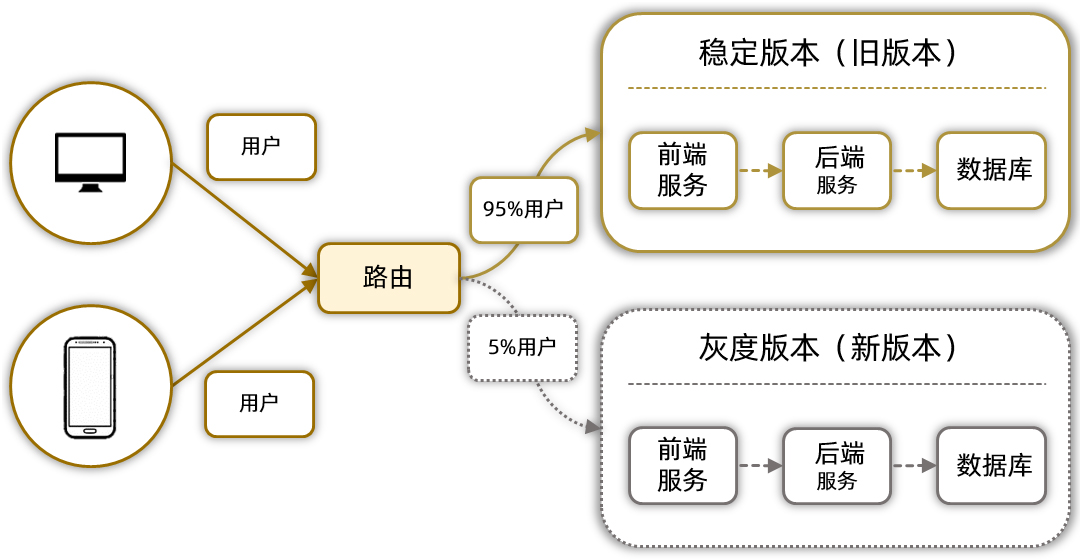 用户
用户
路由
95%用户
5%用户
稳定版本（旧版本）
前端
服务
后端
服务
数据库
灰度版本（新版本）
前端
服务
后端
服务
数据库